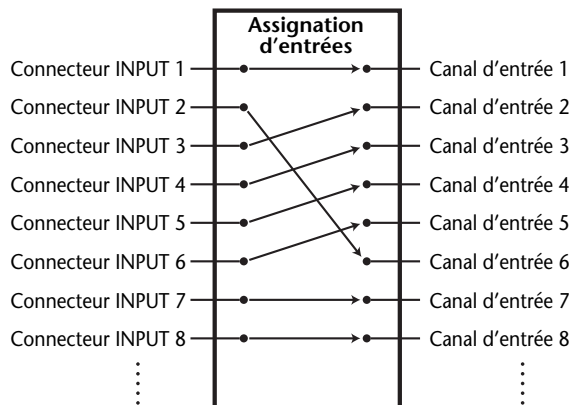 Assignation
d'entrées
Connecteur INPUT 1 Canal d'entrée 1
Connecteur INPUT 2 Canal d'entrée 2
Connecteur INPUT 3 Canal d'entrée 3
Connecteur INPUT 4 Canal d'entrée 4
Connecteur INPUT 5 Canal d'entrée 5
Connecteur INPUT 6 Canal d'entrée 6
Connecteur INPUT 7 Canal d'entrée 7
Connecteur INPUT 8 Canal d'entrée 8